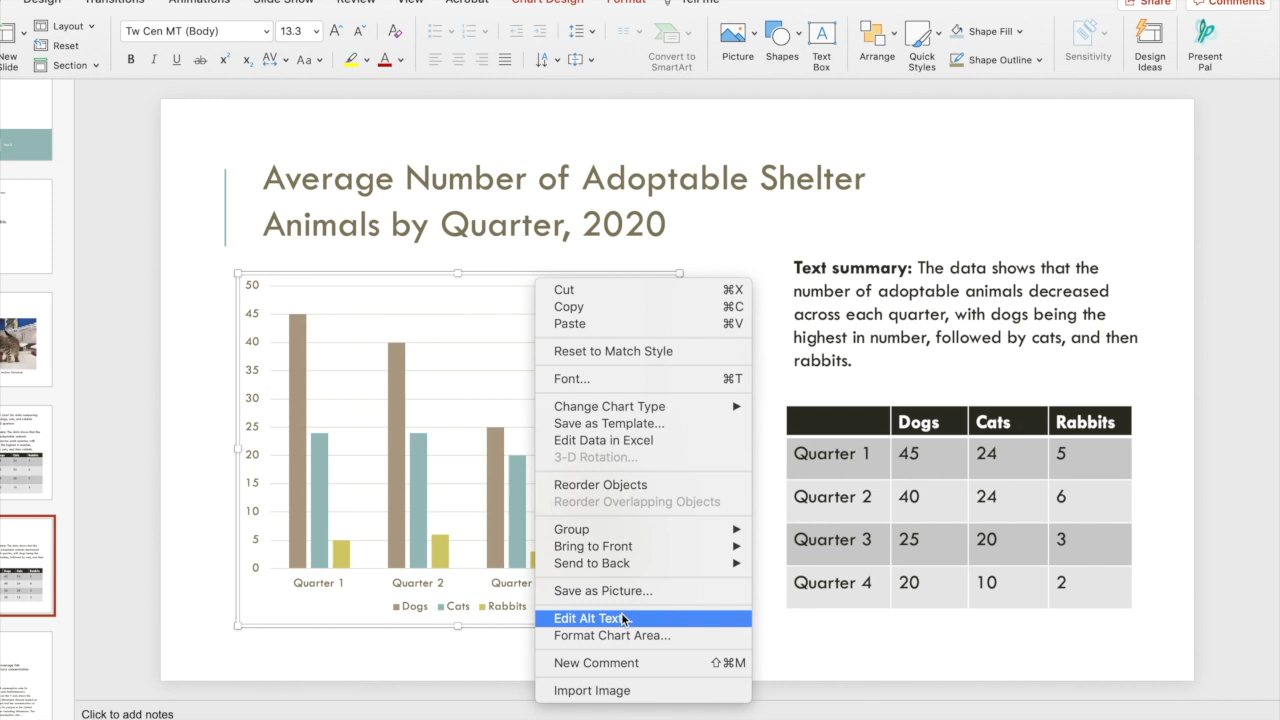 Design Transitions Animations Slide Show Review View Acrobat Chart Design Format Tell me
Share Comments
New Slide
Layout
Reset
Section
Tw Cen MT (Body) 13.3
Convert to SmartArt
Picture
Shapes
Text Box
Arrange
Quick Styles
Shape Fill
Shape Outline
Sensitivity
Design Ideas
Present Pal
Average Number of Adoptable Shelter
Animals by Quarter, 2020
50
45
40
35
30
25
20
15
10
5
0
Quarter 1 Quarter 2 Quarter
Dogs Cats Rabbits
Cut ⌘X
Copy ⌘C
Paste ⌘V
Reset to Match Style
Font... ⌘T
Change Chart Type
Save as Template...
Edit Data in Excel
3-D Rotation...
Reorder Objects
Reorder Overlapping Objects
Group
Bring to Front
Send to Back
Save as Picture...
Edit Alt Text...
Format Chart Area...
New Comment ⇧⌘M
Import Image
Text summary: The data shows that the
number of adoptable animals decreased
across each quarter, with dogs being the
highest in number, followed by cats, and then
rabbits.
Dogs Cats Rabbits
Quarter 1 45 24 5
Quarter 2 40 24 6
Quarter 3 25 20 3
Quarter 4 20 10 2
Click to add notes